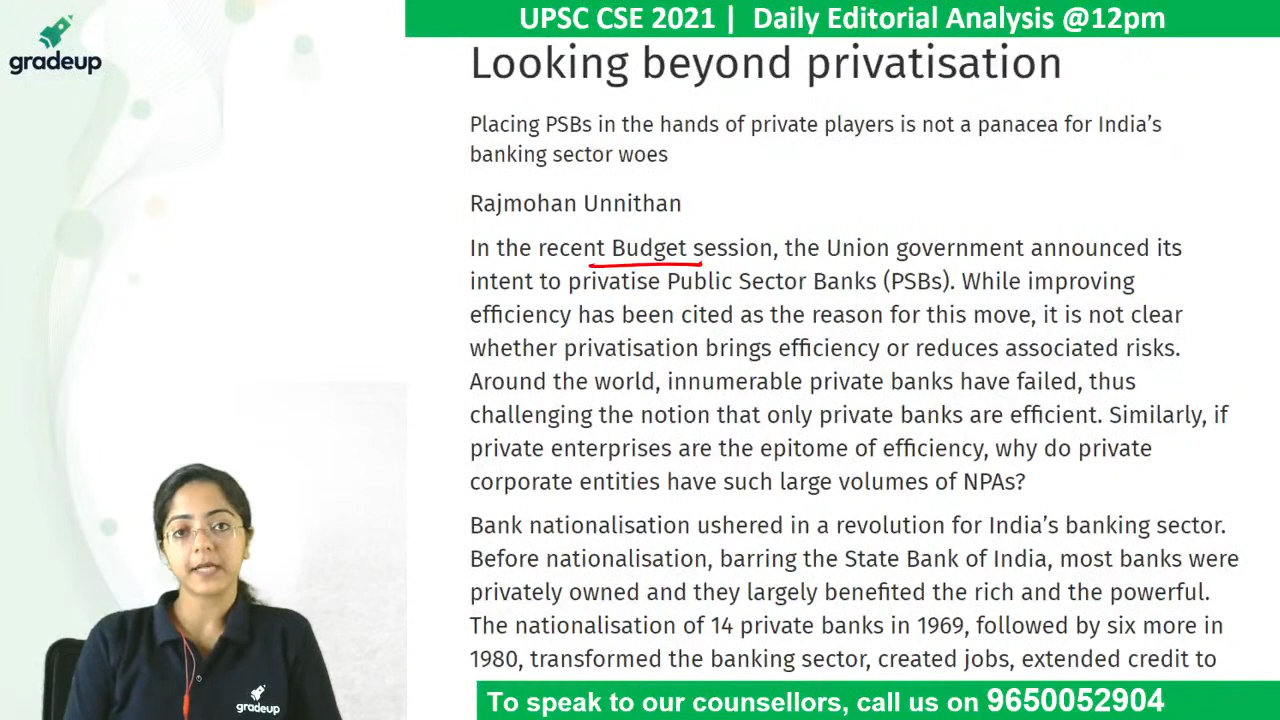 UPSC CSE 2021 | Daily Editorial Analysis @12pm
gradeup
Looking beyond privatisation
Placing PSBs in the hands of private players is not a panacea for India's
banking sector woes
Rajmohan Unnithan
In the recent Budget session, the Union government announced its
intent to privatise Public Sector Banks (PSBs). While improving
efficiency has been cited as the reason for this move, it is not clear
whether privatisation brings efficiency or reduces associated risks.
Around the world, innumerable private banks have failed, thus
challenging the notion that only private banks are efficient. Similarly, if
private enterprises are the epitome of efficiency, why do private
corporate entities have such large volumes of NPAs?
Bank nationalisation ushered in a revolution for India's banking sector.
Before nationalisation, barring the State Bank of India, most banks were
privately owned and they largely benefited the rich and the powerful.
The nationalisation of 14 private banks in 1969, followed by six more in
1980, transformed the banking sector, created jobs, extended credit to
gradeup
To speak to our counsellors, call us on 9650052904